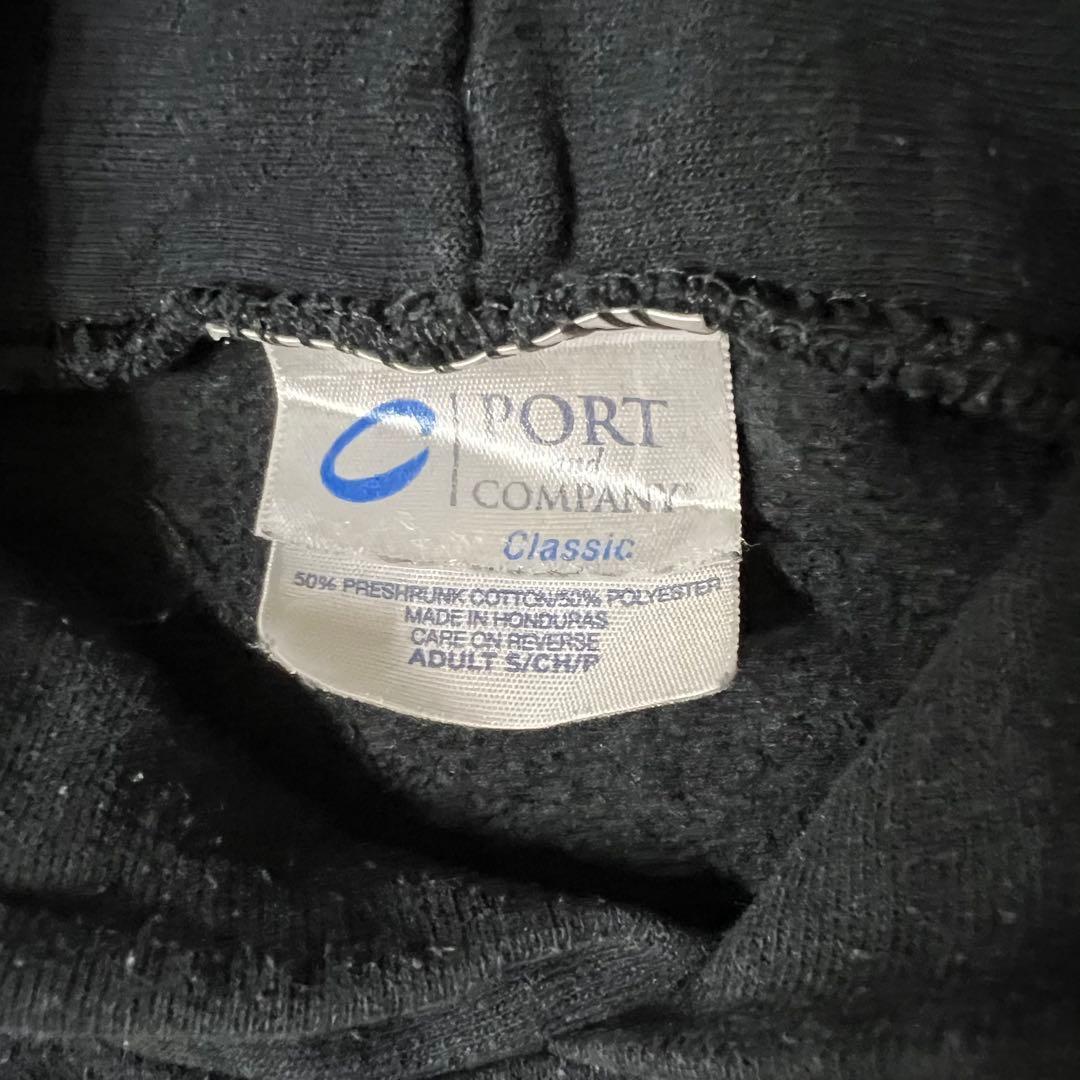 PORT
and
COMPANY®
Classic
50% PRESHRUNK COTTON/50% POLYESTER
MADE IN HONDURAS
CARE ON REVERSE
ADULT S/CH/P